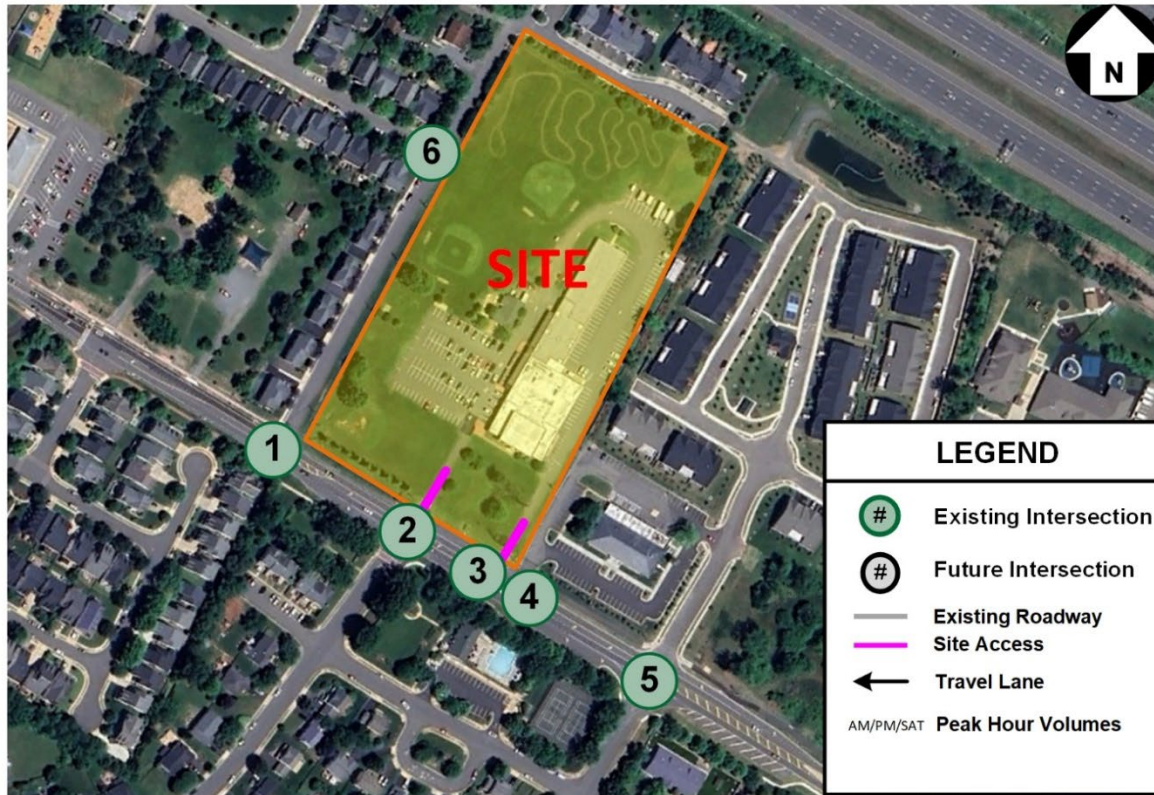 N
6
SITE
1
2
3
4
5
LEGEND
# Existing Intersection
# Future Intersection
Existing Roadway
Site Access
Travel Lane
AM/PM/SAT Peak Hour Volumes